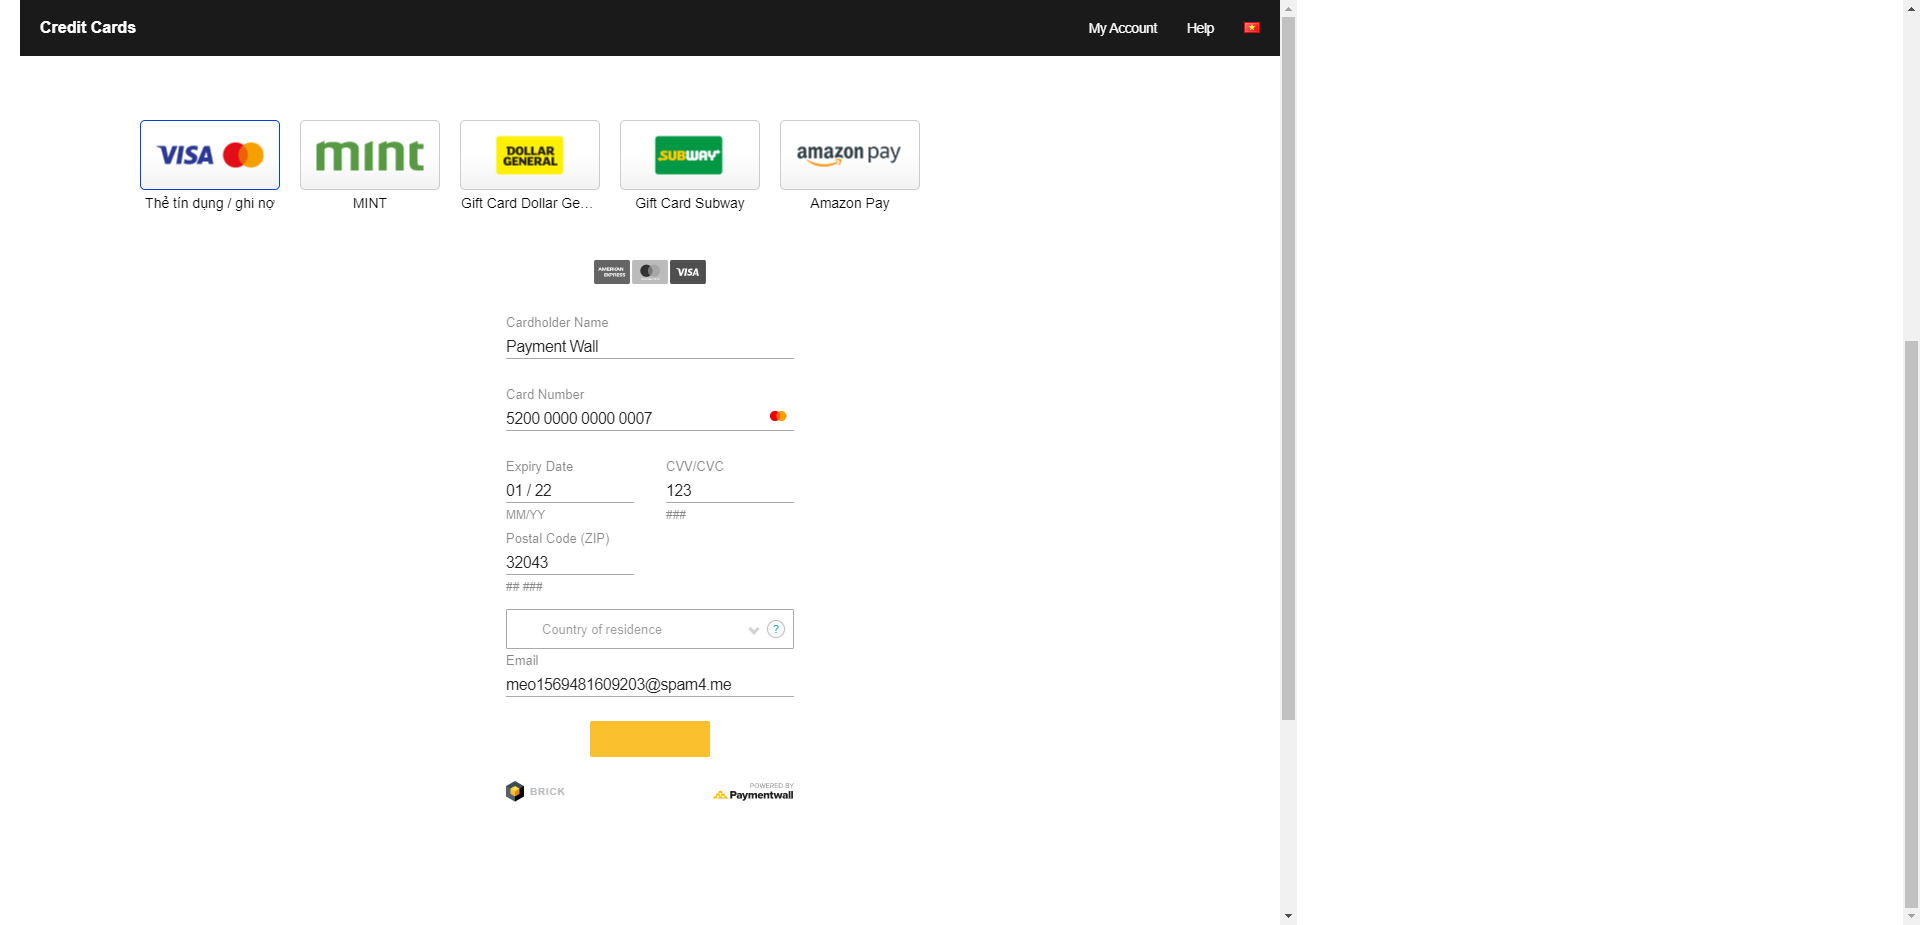 Credit Cards
My Account
Help
VISA
mint
DOLLAR
GENERAL
SUBWAY
amazon pay
Thẻ tín dụng / ghi nợ
MINT
Gift Card Dollar Ge...
Gift Card Subway
Amazon Pay
AMERICAN
EXPRESS
VISA
Cardholder Name
Payment Wall
Card Number
5200 0000 0000 0007
Expiry Date
CVV/CVC
01 / 22
123
MM/YY
###
Postal Code (ZIP)
32043
## ###
Country of residence
?
Email
meo1569481609203@spam4.me
BRICK
POWERED BY
Paymentwall